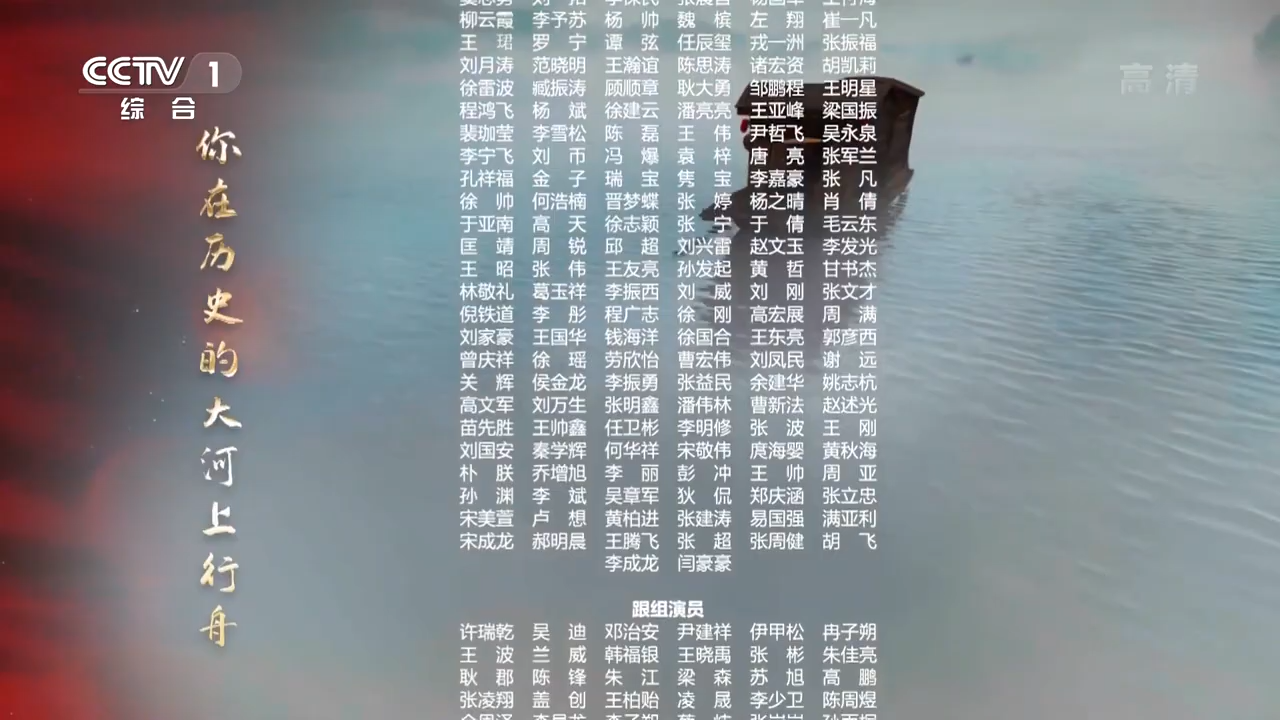 CCTV 1
综合
高清
你在历史的大河上行舟
柳云霞 李予苏 杨帅 魏槟 左翔 崔一凡
王珺 罗宁 谭弦 任辰玺 戎一洲 张振福
刘月涛 范晓明 王瀚谊 陈思涛 诸宏资 胡凯莉
徐雷波 臧振涛 顾顺章 耿大勇 邹鹏程 王明星
程鸿飞 杨斌 徐建云 潘亮亮 王亚峰 梁国振
裴珈莹 李雪松 陈磊 王伟 尹哲飞 吴永泉
李宁飞 刘币 冯爆 袁梓 唐亮 张军兰
孔祥福 金子 瑞宝 隽宝 李嘉豪 张凡
徐帅 何浩楠 晋梦蝶 张婷 杨之晴 肖倩
于亚南 高天 徐志颖 张宁 于倩 毛云东
匡靖 周锐 邱超 刘兴雷 赵文玉 李发光
王昭 张伟 王友亮 孙发起 黄哲 甘书杰
林敬礼 葛玉祥 李振西 刘威 刘刚 张文才
倪铁道 李彤 程广志 徐刚 高宏展 周满
刘家豪 王国华 钱海洋 徐国合 王东亮 郭彦西
曾庆祥 徐瑶 劳欣怡 曹宏伟 刘凤民 谢远
关辉 侯金龙 李振勇 张益民 余建华 姚志杭
高文军 刘万生 张明鑫 潘伟林 曹新法 赵述光
苗先胜 王帅鑫 任卫彬 李明修 张波 王刚
刘国安 秦学辉 何华祥 宋敬伟 庹海婴 黄秋海
朴朕 乔增旭 李丽 彭冲 王帅 周亚
孙渊 李斌 吴章军 狄侃 郑庆涵 张立忠
宋美萱 卢想 黄柏进 张建涛 易国强 满亚利
宋成龙 郝明晨 王腾飞 张超 张周健 胡飞
李成龙 闫豪豪
跟组演员
许瑞乾 吴迪 邓治安 尹建祥 伊甲松 冉子朔
王波 兰威 韩福银 王晓禹 张彬 朱佳亮
耿郡 陈锋 朱江 梁森 苏旭 高鹏
张凌翔 盖创 王柏贻 凌晟 李少卫 陈周煜